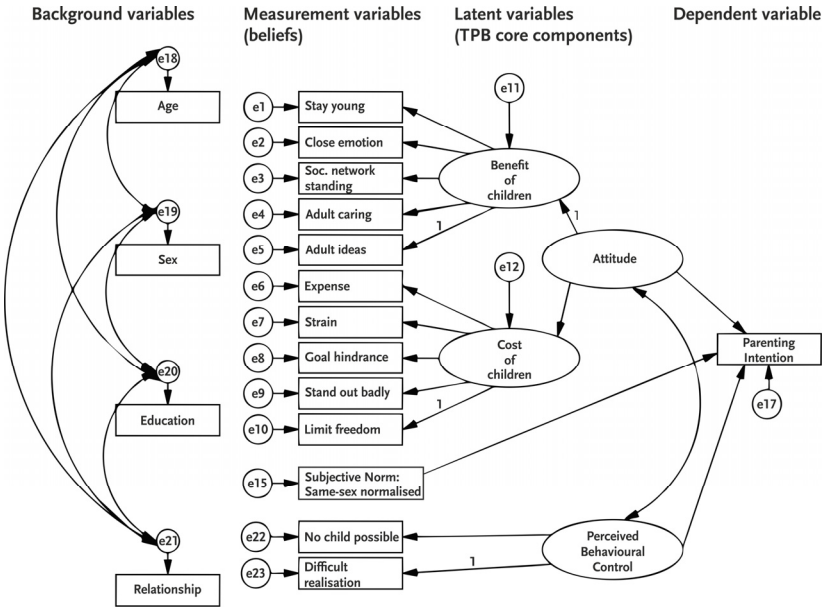 Background variables
Measurement variables
(beliefs)
Latent variables
(TPB core components)
Dependent variable
e18
Age
e19
Sex
e20
Education
e21
Relationship
e1
Stay young
e2
Close emotion
e3
Soc. network
standing
e4
Adult caring
e5
Adult ideas
1
e6
Expense
e7
Strain
e8
Goal hindrance
e9
Stand out badly
e10
Limit freedom
1
e15
Subjective Norm:
Same-sex normalised
e22
No child possible
e23
Difficult
realisation
1
e11
Benefit
of
children
1
e12
Cost
of
children
Attitude
Perceived
Behavioural
Control
Parenting
Intention
e17